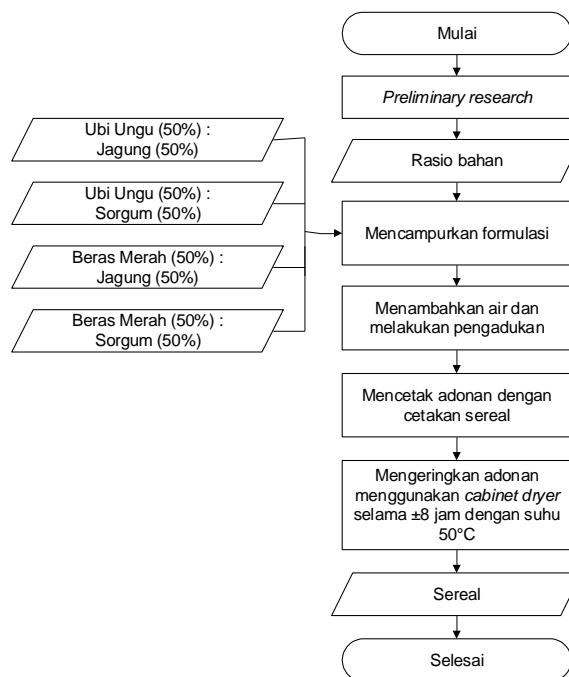 Mulai
Preliminary research
Rasio bahan
Ubi Ungu (50%) :
Jagung (50%)
Ubi Ungu (50%) :
Sorgum (50%)
Beras Merah (50%) :
Jagung (50%)
Beras Merah (50%) :
Sorgum (50%)
Mencampurkan formulasi
Menambahkan air dan
melakukan pengadukan
Mencetak adonan dengan
cetakan sereal
Mengeringkan adonan
menggunakan cabinet dryer
selama ±8 jam dengan suhu
50°C
Sereal
Selesai